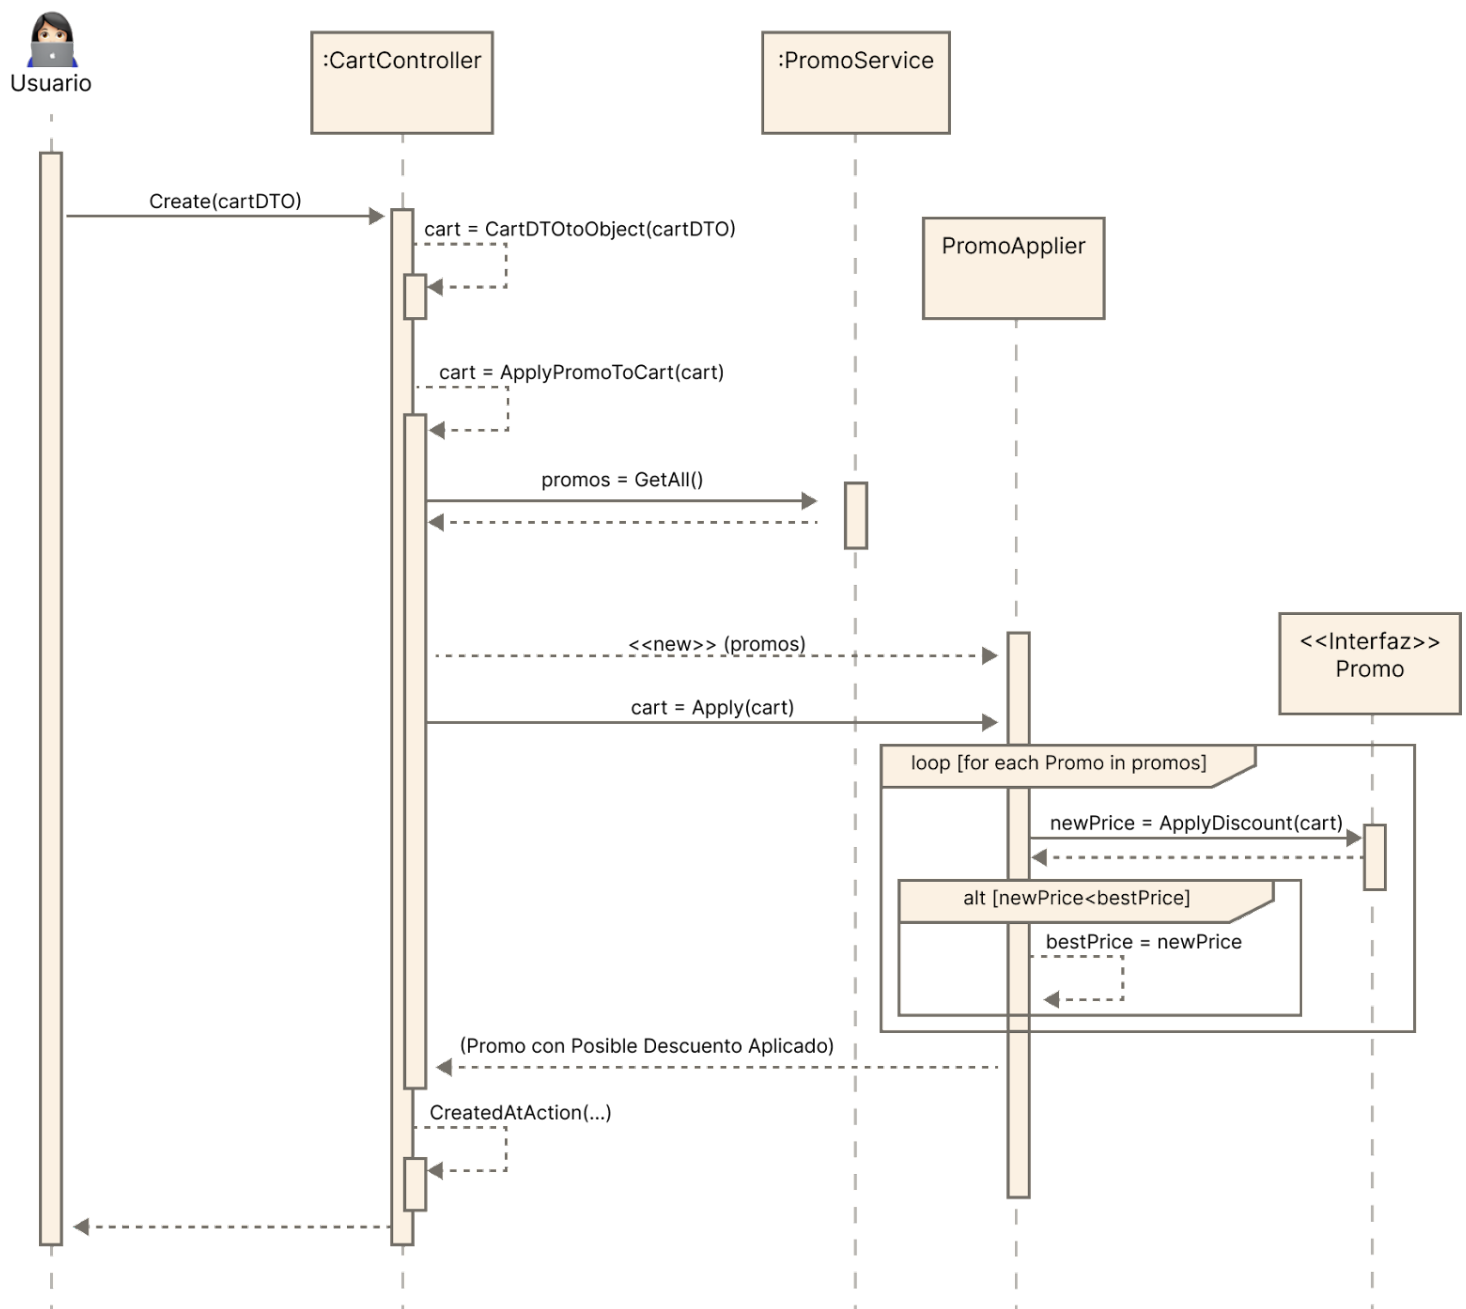 Usuario
:CartController
:PromoService
Create(cartDTO)
cart = CartDTOtoObject(cartDTO)
PromoApplier
cart = ApplyPromoToCart(cart)
promos = GetAll()
<<new>> (promos)
<<Interfaz>>
Promo
cart = Apply(cart)
loop [for each Promo in promos]
newPrice = ApplyDiscount(cart)
alt [newPrice<bestPrice]
bestPrice = newPrice
(Promo con Posible Descuento Aplicado)
CreatedAtAction(...)